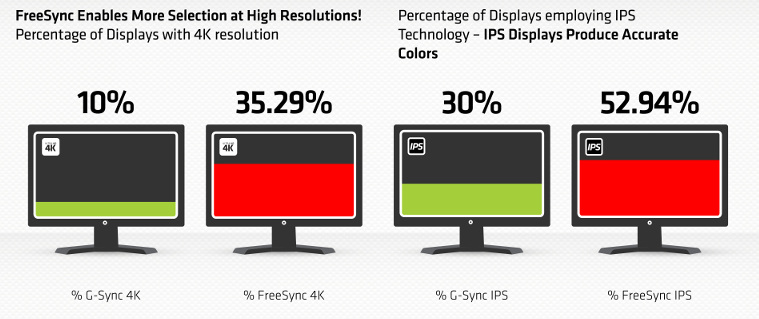 FreeSync Enables More Selection at High Resolutions!
Percentage of Displays with 4K resolution
Percentage of Displays employing IPS
Technology – IPS Displays Produce Accurate
Colors
10%
35.29%
30%
52.94%
4K
4K
IPS
IPS
% G-Sync 4K
% FreeSync 4K
% G-Sync IPS
% FreeSync IPS